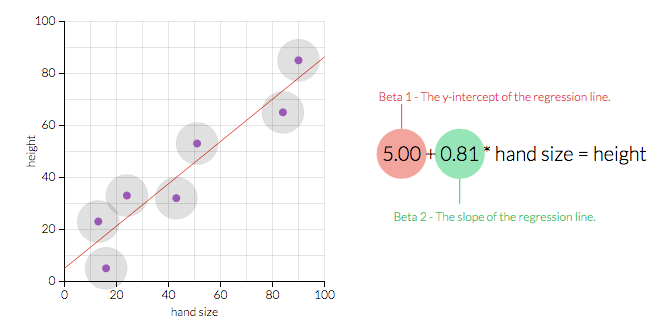 100
80
60
40
20
0
height
0 20 40 60 80 100
hand size
Beta 1 - The y-intercept of the regression line.
5.00 + 0.81 * hand size = height
Beta 2 - The slope of the regression line.